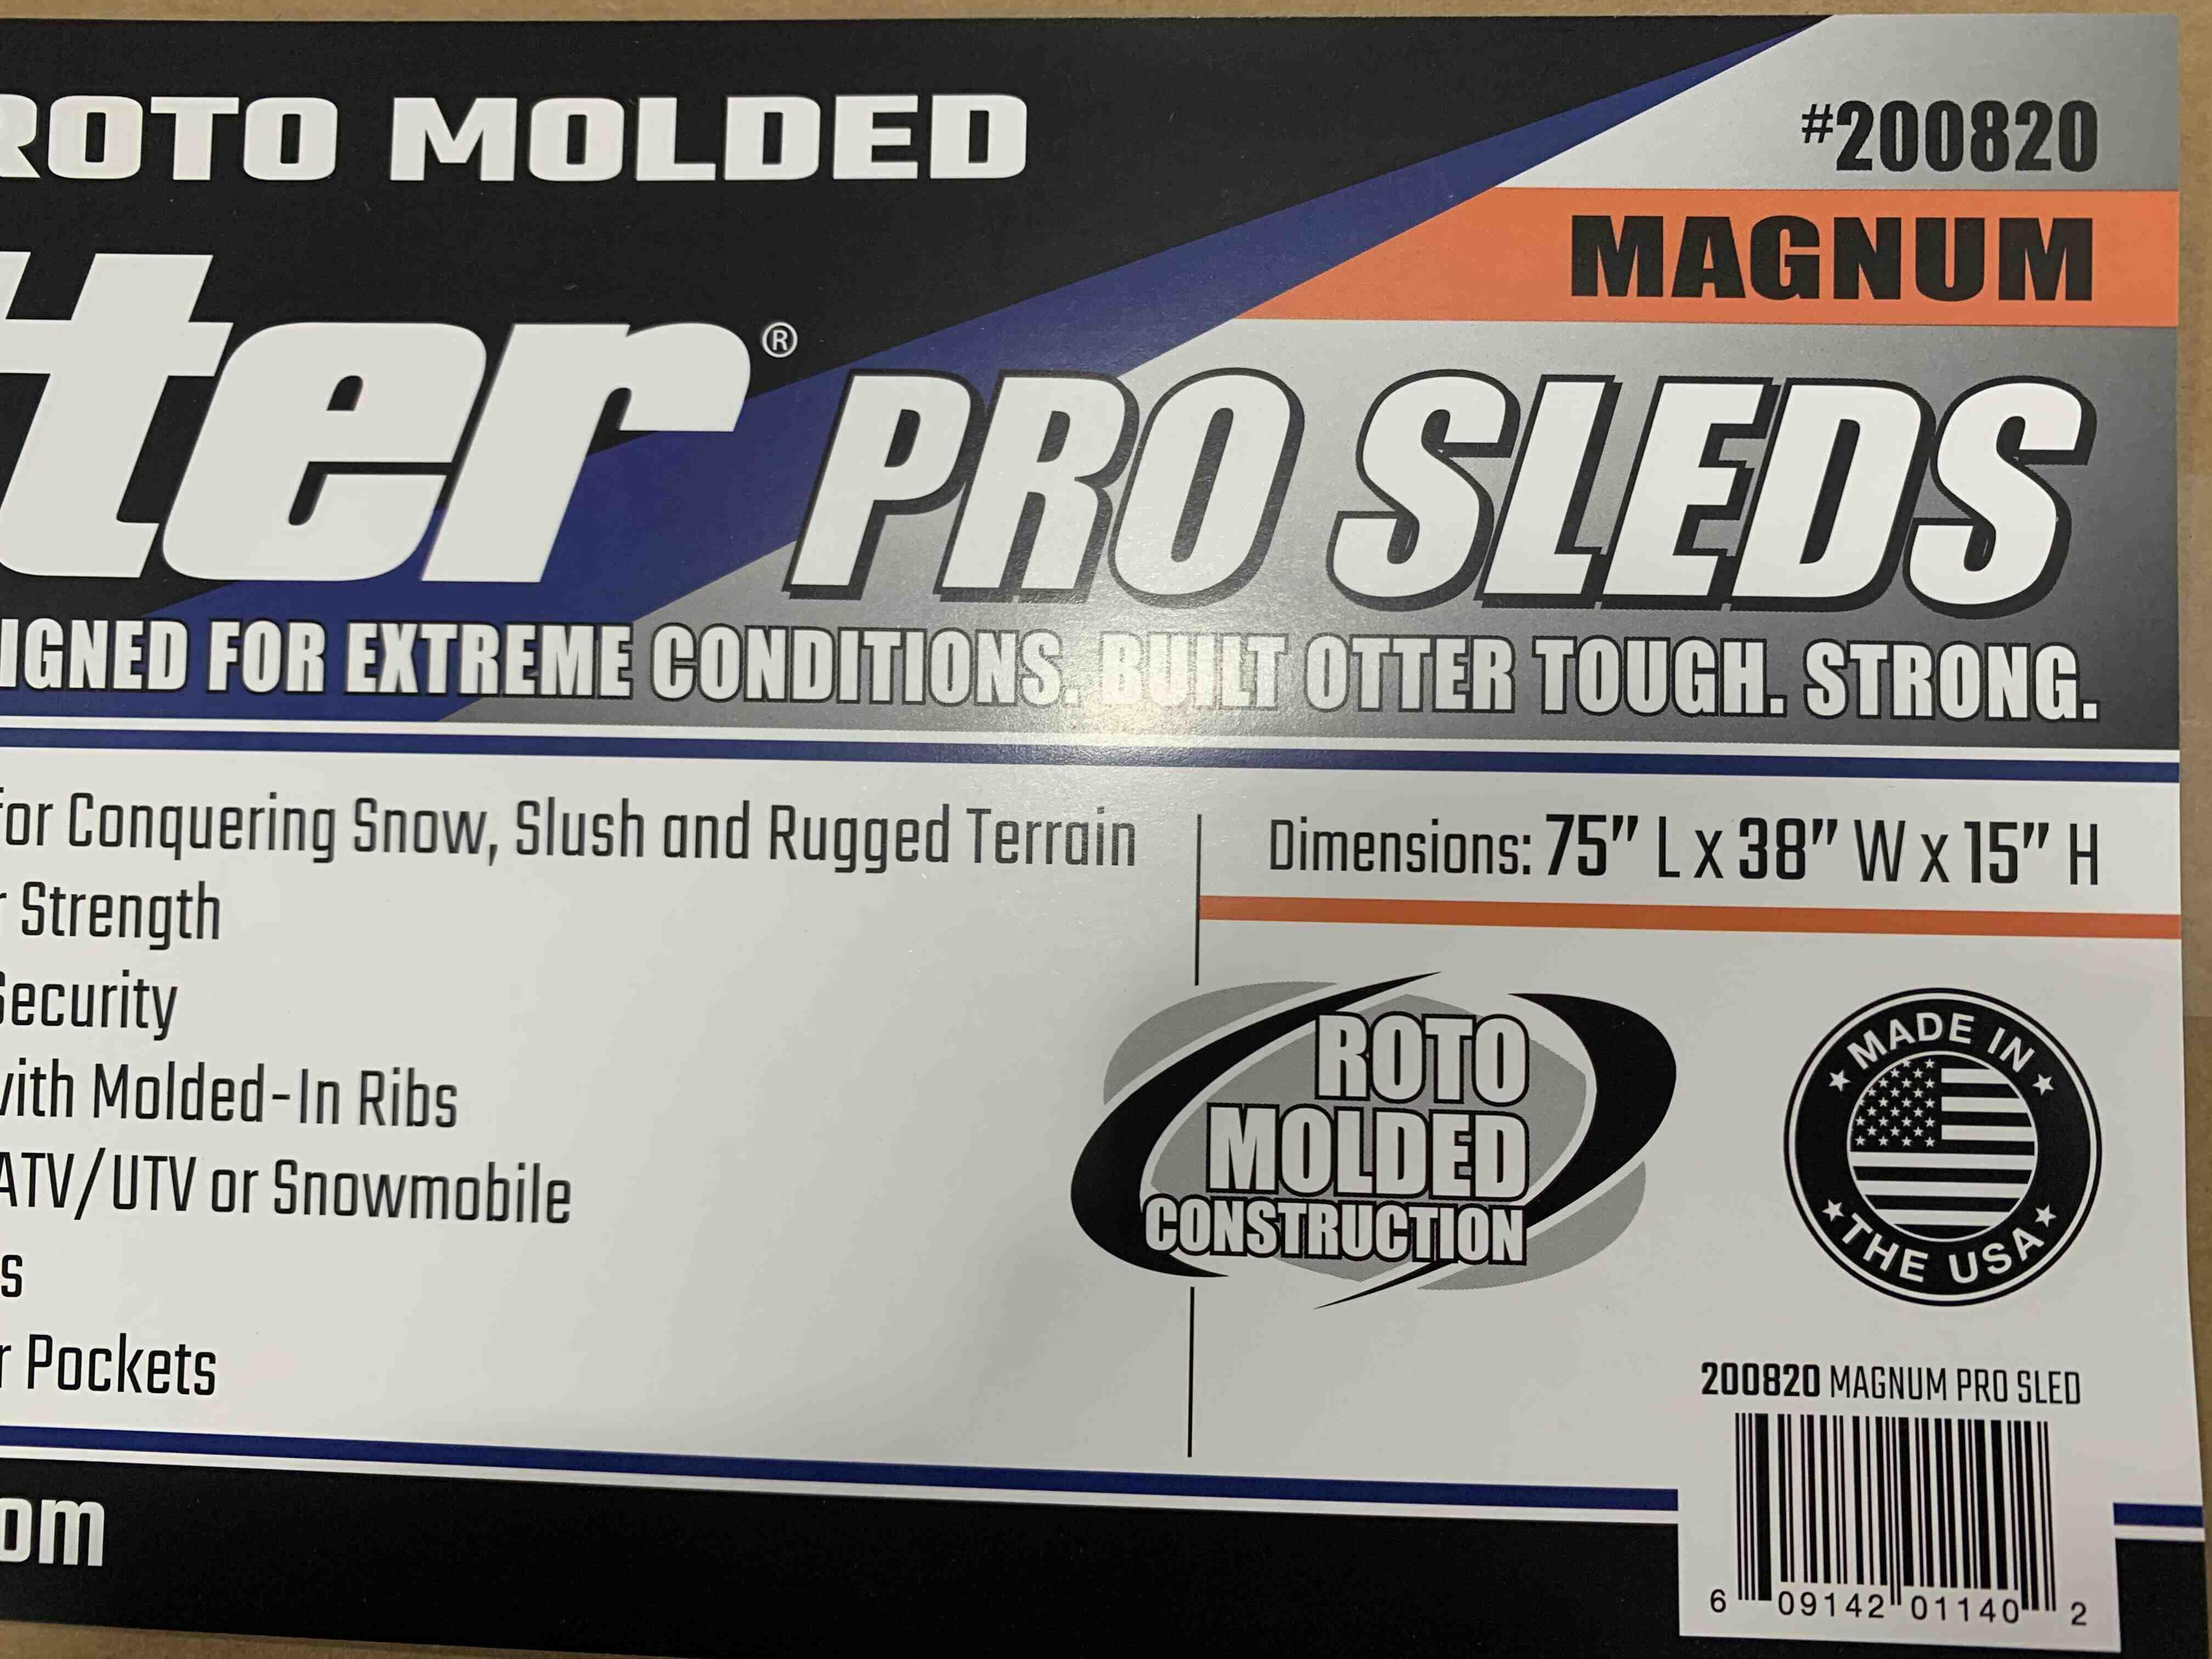 ROTO MOLDED
#200820
MAGNUM
tter® PRO SLEDS
IGNED FOR EXTREME CONDITIONS. BUILT OTTER TOUGH. STRONG.
for Conquering Snow, Slush and Rugged Terrain
r Strength
Security
with Molded-In Ribs
ATV/UTV or Snowmobile
s
r Pockets
Dimensions: 75" L x 38" W x 15" H
ROTO
MOLDED
CONSTRUCTION
MADE IN
THE USA
200820 MAGNUM PRO SLED
6 09142 01140 2
om